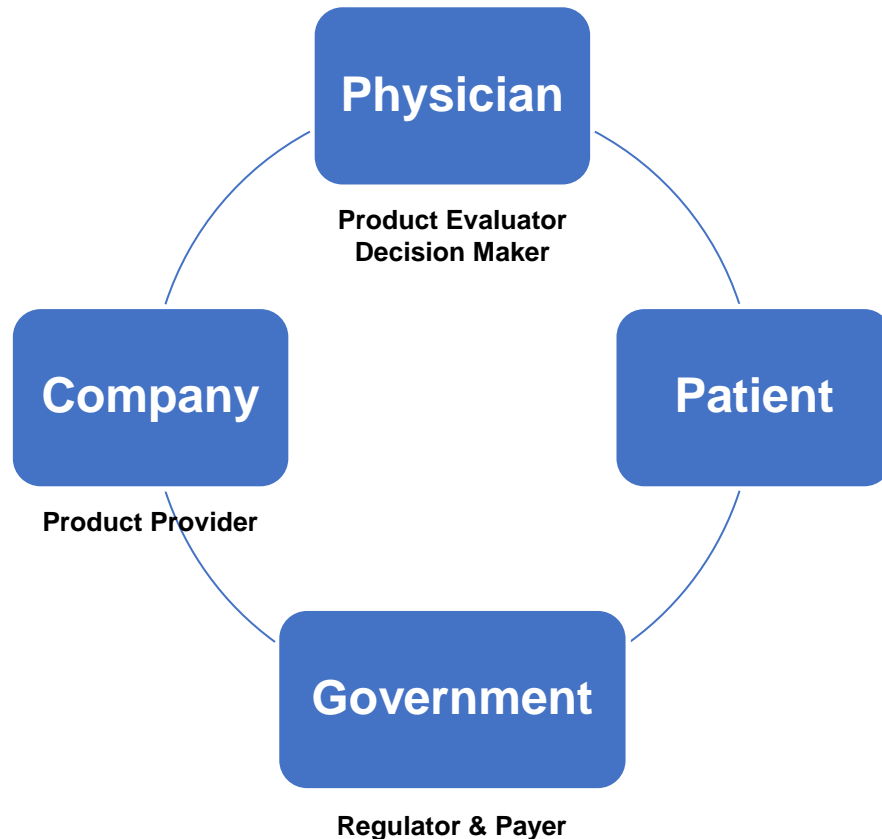 Physician
Product Evaluator
Decision Maker
Company
Patient
Product Provider
Government
Regulator & Payer